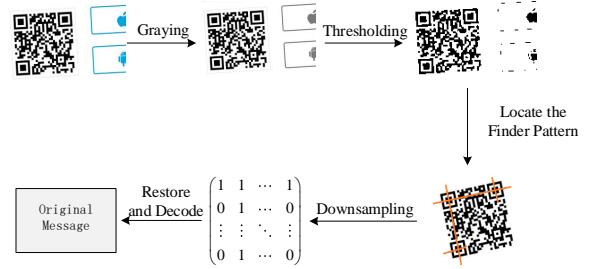 Graying
Thresholding
Locate the
Finder Pattern
Downsampling
1 1 ⋯ 1
0 1 ⋯ 0
⋮ ⋮ ⋱ ⋮
0 1 ⋯ 0
Restore
and Decode
Original
Message